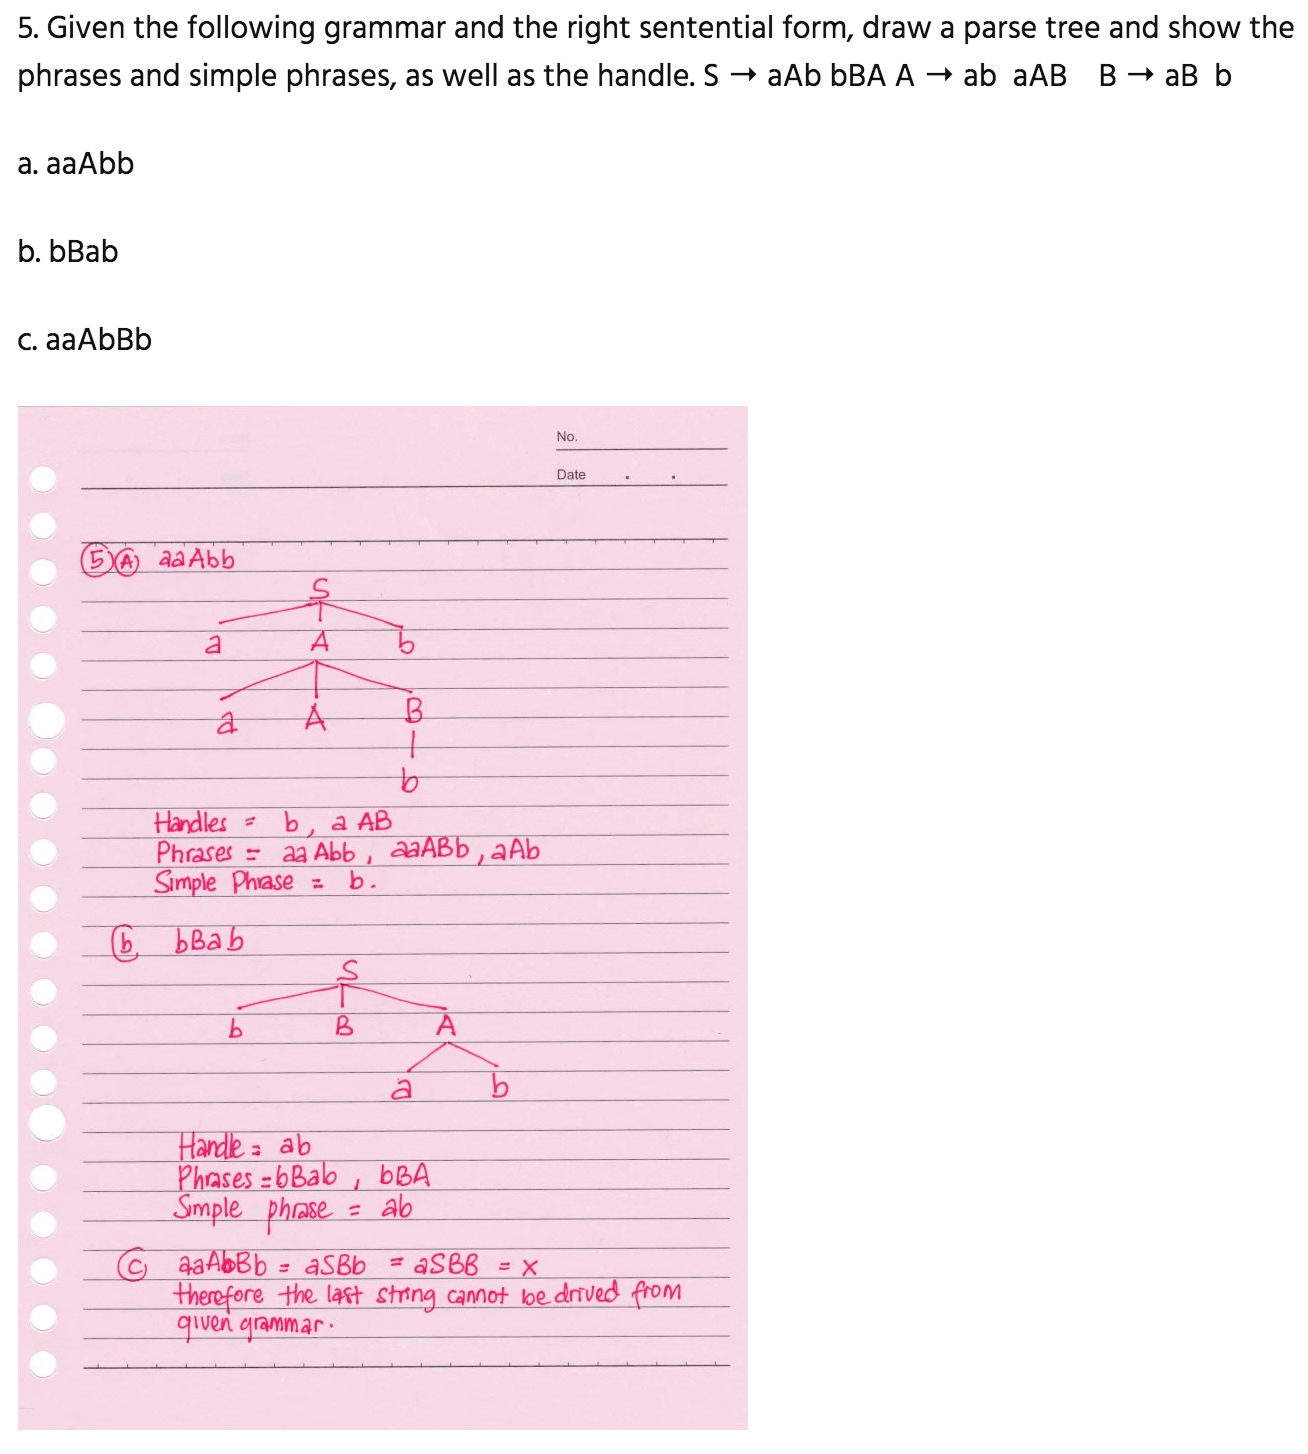 5. Given the following grammar and the right sentential form, draw a parse tree and show the
phrases and simple phrases, as well as the handle. S → aAb bBA A → ab aAB B → aB b
a. aaAbb
b. bBab
c. aaAbBb
No.
Date . .
5 A aaAbb
S
a A b
a A B
b
Handles = b, a AB
Phrases = aa Abb, aaABb, aAb
Simple Phrase = b.
b bBab
S
b B A
a b
Handle = ab
Phrases = bBab, bBA
Simple phrase = ab
C aaAbBb = aSBb = aSBB = x
therefore the last string cannot be drived from
given grammar.